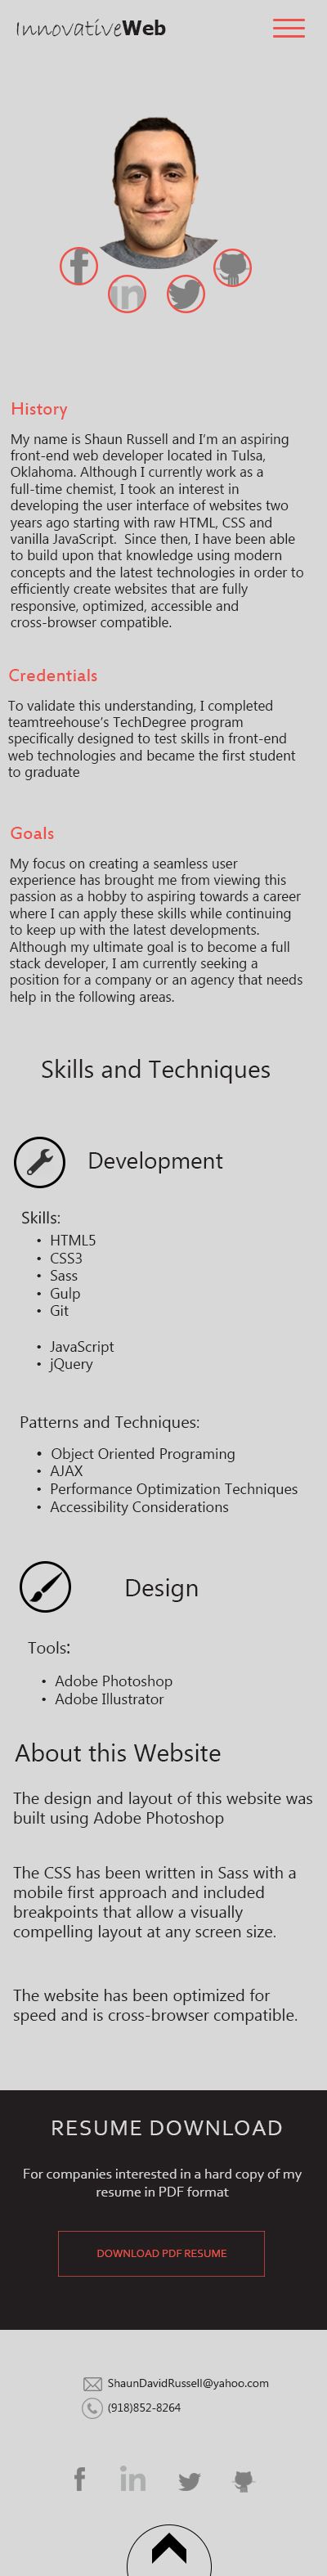 InnovativeWeb
f
in
History
My name is Shaun Russell and I'm an aspiring
front-end web developer located in Tulsa,
Oklahoma. Although I currently work as a
full-time chemist, I took an interest in
developing the user interface of websites two
years ago starting with raw HTML, CSS and
vanilla JavaScript.  Since then, I have been able
to build upon that knowledge using modern
concepts and the latest technologies in order to
efficiently create websites that are fully
responsive, optimized, accessible and
cross-browser compatible.
Credentials
To validate this understanding, I completed
teamtreehouse's TechDegree program
specifically designed to test skills in front-end
web technologies and became the first student
to graduate
Goals
My focus on creating a seamless user
experience has brought me from viewing this
passion as a hobby to aspiring towards a career
where I can apply these skills while continuing
to keep up with the latest developments.
Although my ultimate goal is to become a full
stack developer, I am currently seeking a
position for a company or an agency that needs
help in the following areas.
Skills and Techniques
Development
Skills:
• HTML5
• CSS3
• Sass
• Gulp
• Git
• JavaScript
• jQuery
Patterns and Techniques:
• Object Oriented Programing
• AJAX
• Performance Optimization Techniques
• Accessibility Considerations
Design
Tools:
• Adobe Photoshop
• Adobe Illustrator
About this Website
The design and layout of this website was
built using Adobe Photoshop
The CSS has been written in Sass with a
mobile first approach and included
breakpoints that allow a visually
compelling layout at any screen size.
The website has been optimized for
speed and is cross-browser compatible.
RESUME DOWNLOAD
For companies interested in a hard copy of my
resume in PDF format
DOWNLOAD PDF RESUME
ShaunDavidRussell@yahoo.com
(918)852-8264
f
in